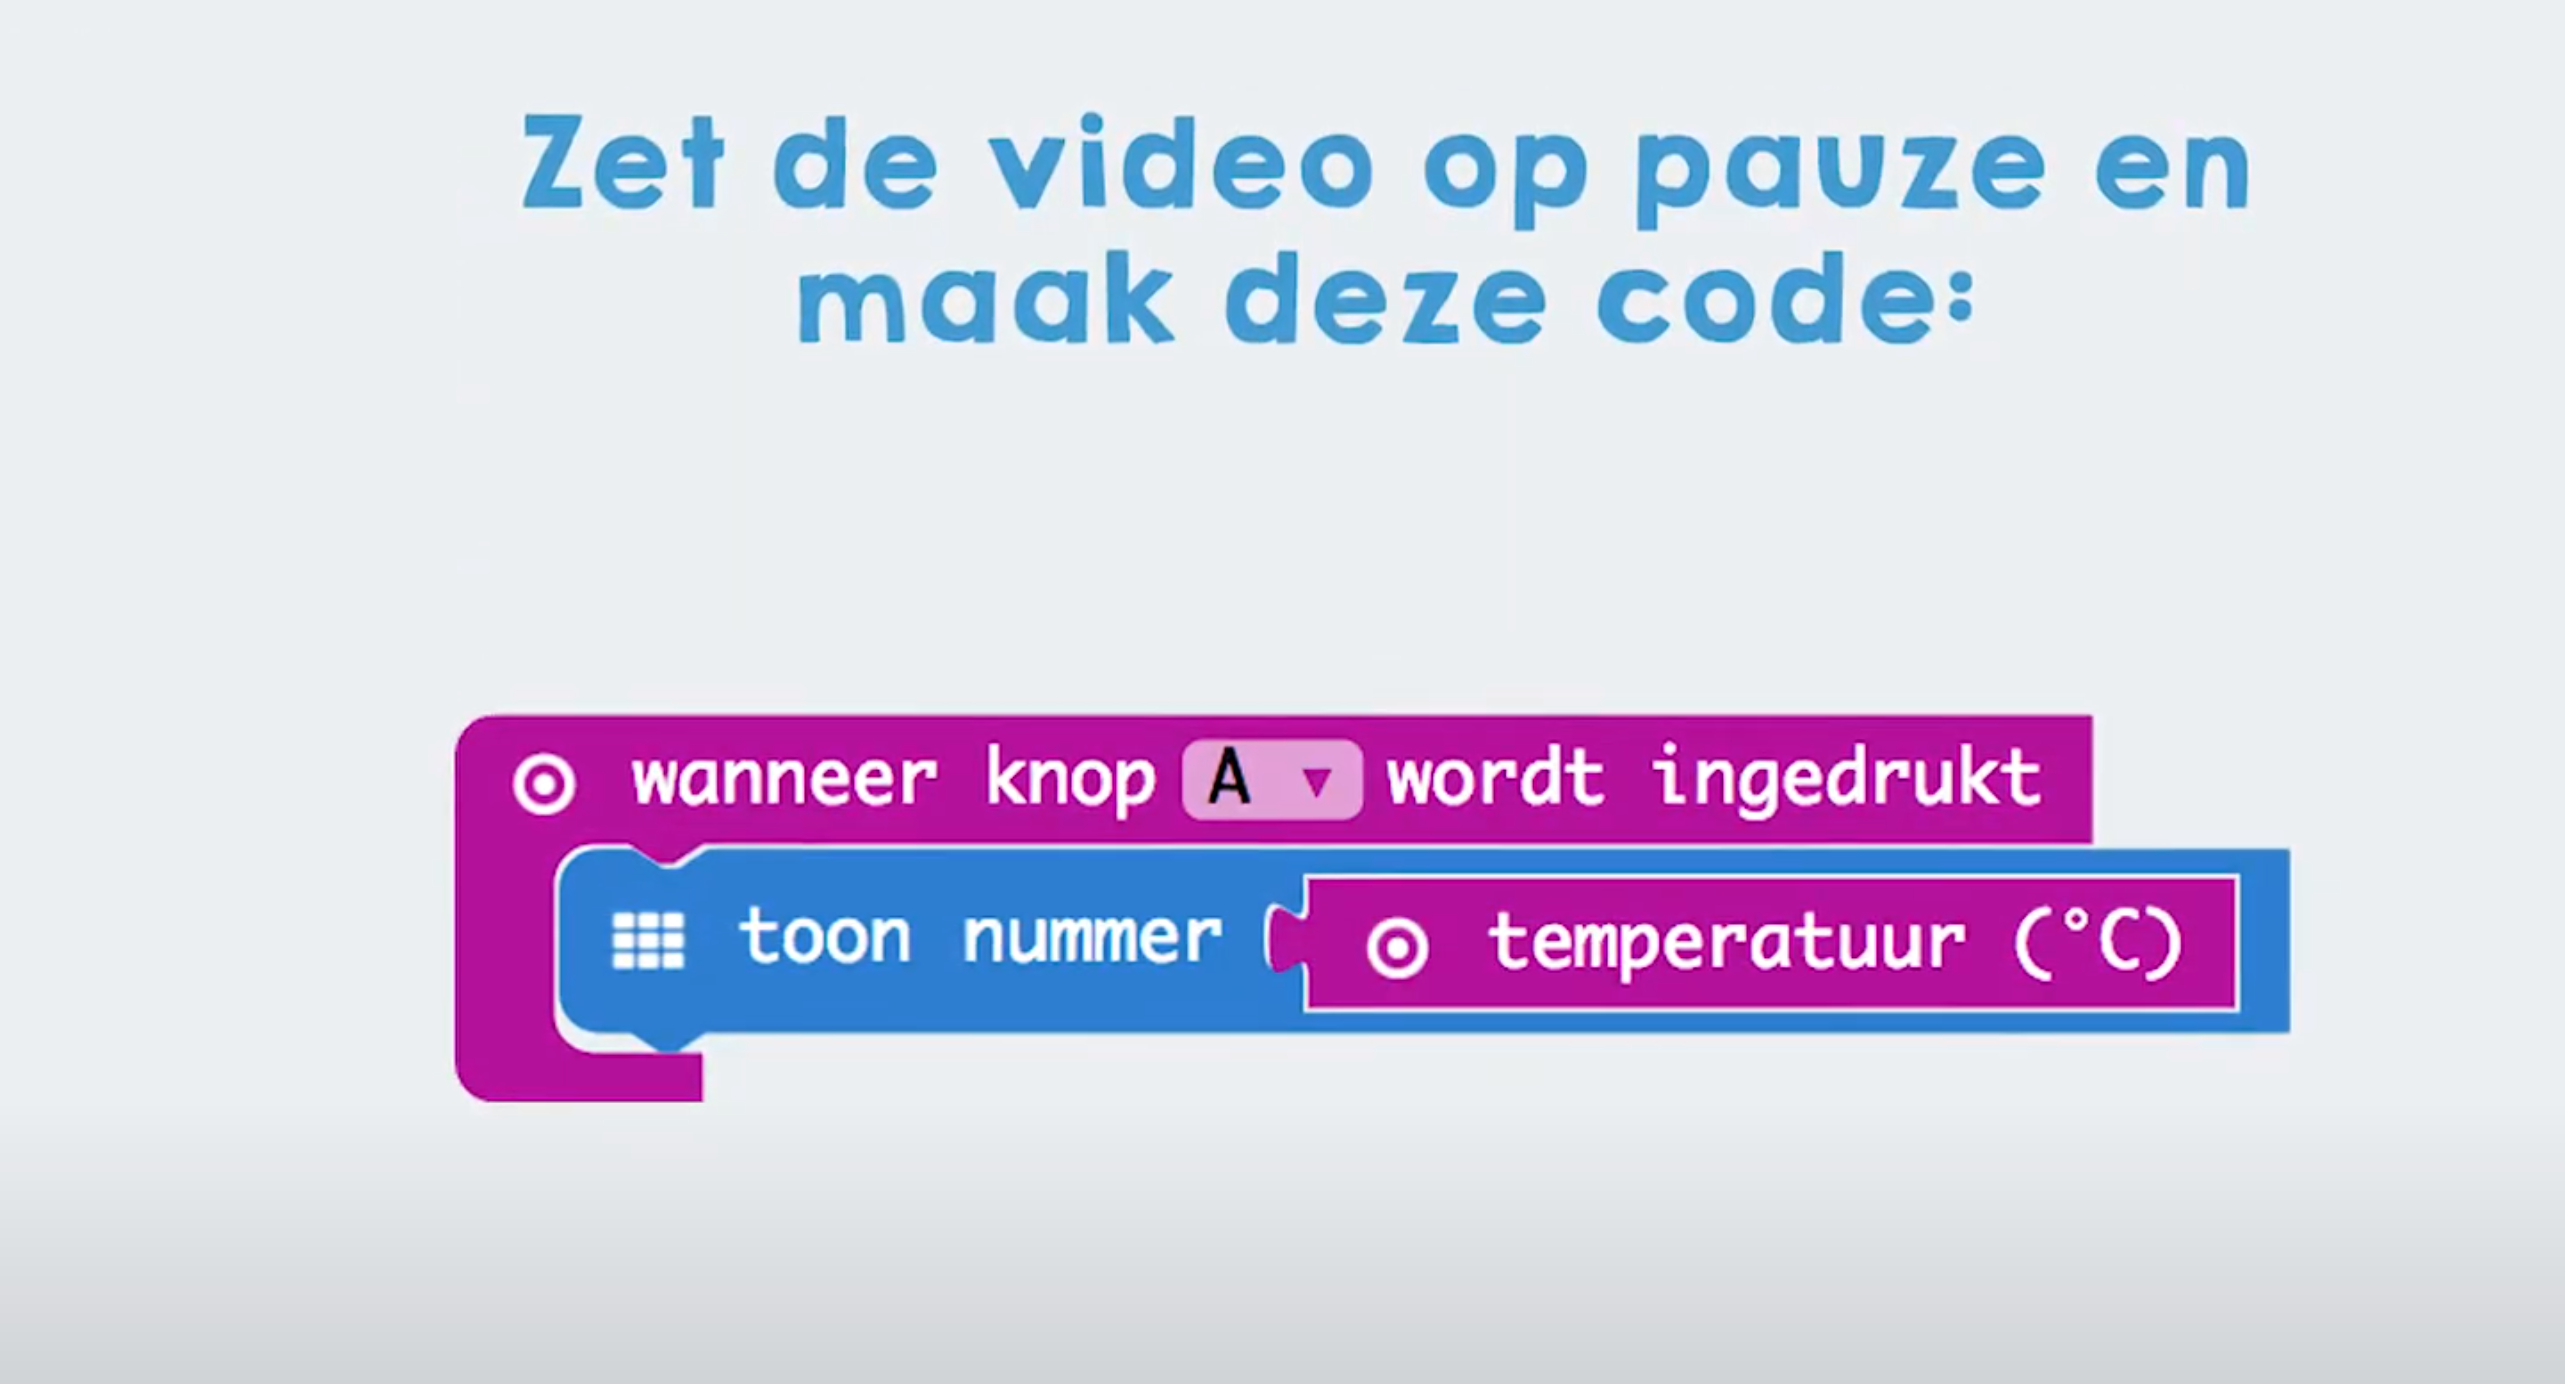 Zet de video op pauze en
maak deze code:
wanneer knop A ▼ wordt ingedrukt
toon nummer temperatuur (°C)